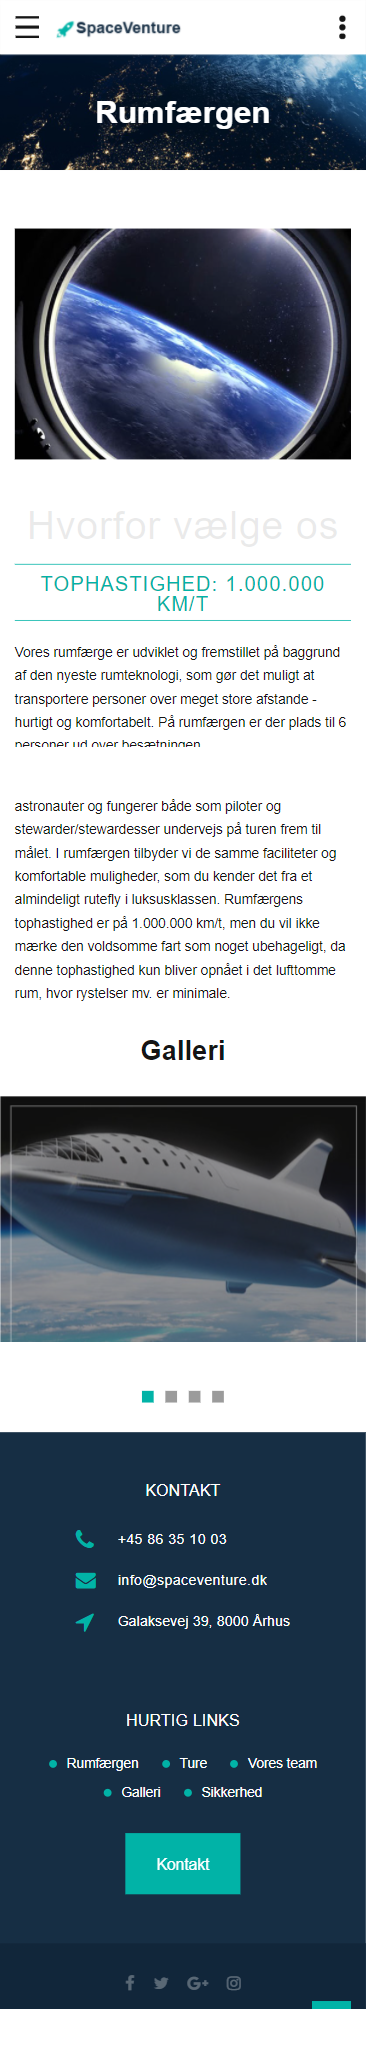 SpaceVenture
Rumfærgen
Hvorfor vælge os
TOPHASTIGHED: 1.000.000
KM/T
Vores rumfærge er udviklet og fremstillet på baggrund
af den nyeste rumteknologi, som gør det muligt at
transportere personer over meget store afstande -
hurtigt og komfortabelt. På rumfærgen er der plads til 6
personer ud over besætningen
astronauter og fungerer både som piloter og
stewarder/stewardesser undervejs på turen frem til
målet. I rumfærgen tilbyder vi de samme faciliteter og
komfortable muligheder, som du kender det fra et
almindeligt rutefly i luksusklassen. Rumfærgens
tophastighed er på 1.000.000 km/t, men du vil ikke
mærke den voldsomme fart som noget ubehageligt, da
denne tophastighed kun bliver opnået i det lufttomme
rum, hvor rystelser mv. er minimale.
Galleri
KONTAKT
+45 86 35 10 03
info@spaceventure.dk
Galaksevej 39, 8000 Århus
HURTIG LINKS
Rumfærgen Ture Vores team
Galleri Sikkerhed
Kontakt